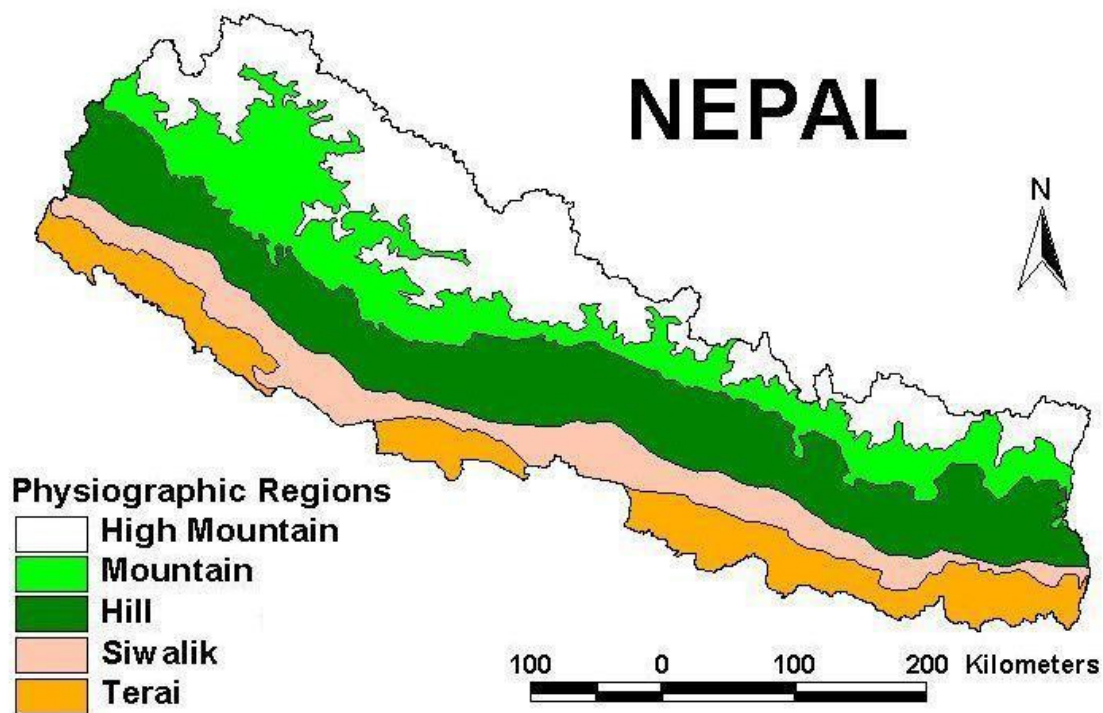 NEPAL
N
Physiographic Regions
High Mountain
Mountain
Hill
Siwalik
Terai
100 0 100 200 Kilometers